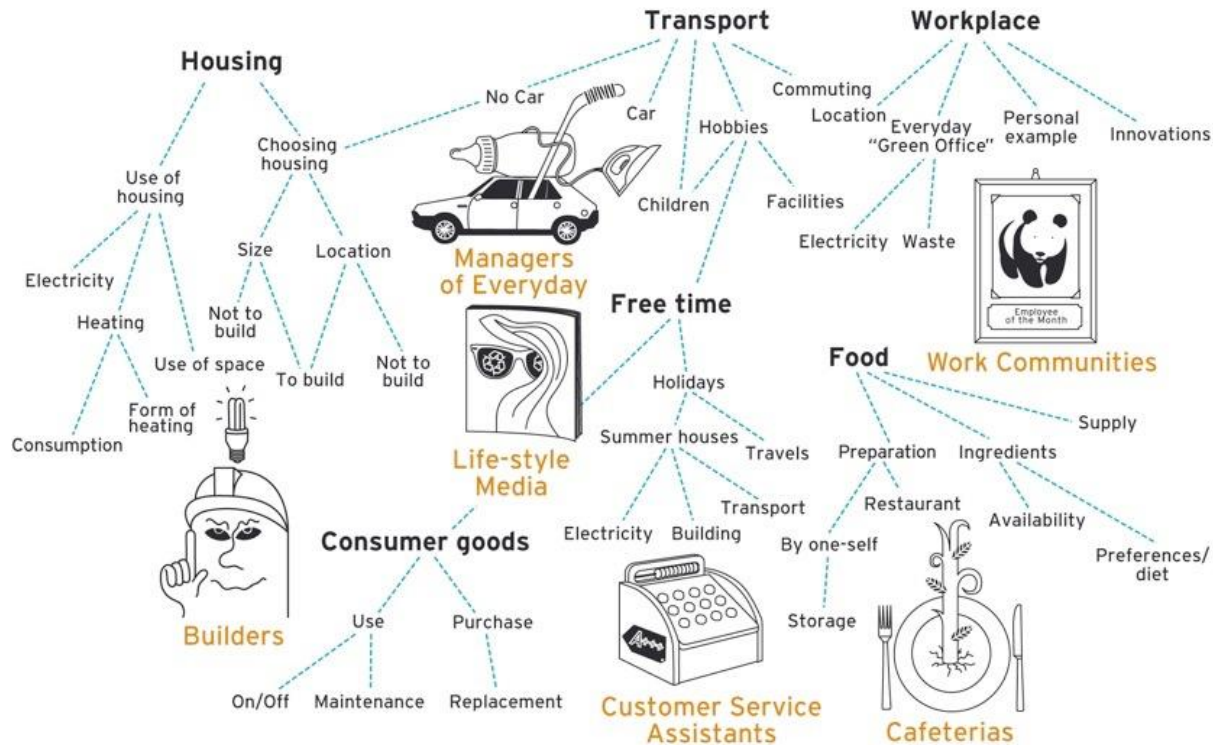 Transport
Workplace
Housing
No Car
Car
Commuting
Hobbies
Location
Everyday
“Green Office”
Personal
example
Innovations
Choosing
housing
Use of
housing
Children
Facilities
Electricity
Waste
Size
Location
Managers
of Everyday
Electricity
Heating
Not to
build
Free time
Employee
of the Month
Work Communities
Use of space
To build
Not to
build
Food
Holidays
Form of
heating
Consumption
Summer houses
Travels
Supply
Preparation
Ingredients
Life-style
Media
Transport
Restaurant
Availability
Electricity
Building
By one-self
Preferences/
diet
Consumer goods
Builders
Use
Purchase
Storage
A+++
On/Off
Maintenance
Replacement
Customer Service
Assistants
Cafeterias